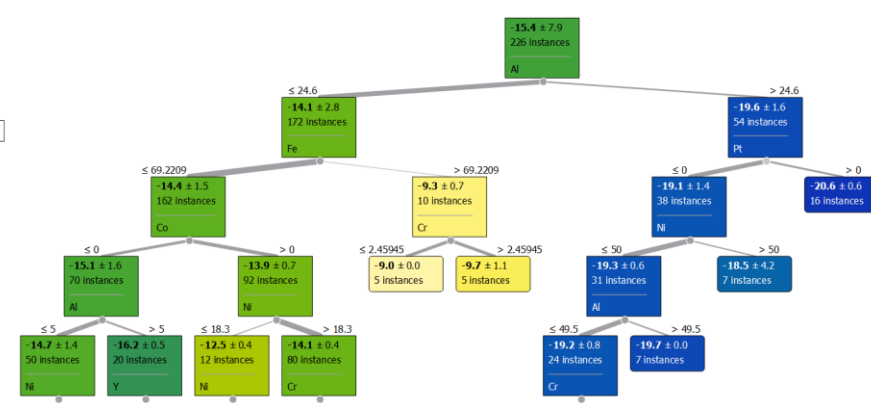 -15.4 ± 7.9
226 instances
Al
≤ 24.6
> 24.6
-14.1 ± 2.8
172 instances
Fe
-19.6 ± 1.6
54 instances
Pt
≤ 69.2209
> 69.2209
≤ 0
> 0
-14.4 ± 1.5
162 instances
Co
-9.3 ± 0.7
10 instances
Cr
-19.1 ± 1.4
38 instances
Ni
-20.6 ± 0.6
16 instances
≤ 0
> 0
≤ 2.45945
> 2.45945
≤ 50
> 50
-15.1 ± 1.6
70 instances
Al
-13.9 ± 0.7
92 instances
Ni
-9.0 ± 0.0
5 instances
-9.7 ± 1.1
5 instances
-19.3 ± 0.6
31 instances
Al
-18.5 ± 4.2
7 instances
≤ 5
> 5
≤ 18.3
> 18.3
≤ 49.5
> 49.5
-14.7 ± 1.4
50 instances
Ni
-16.2 ± 0.5
20 instances
Y
-12.5 ± 0.4
12 instances
Ni
-14.1 ± 0.4
80 instances
Cr
-19.2 ± 0.8
24 instances
Cr
-19.7 ± 0.0
7 instances